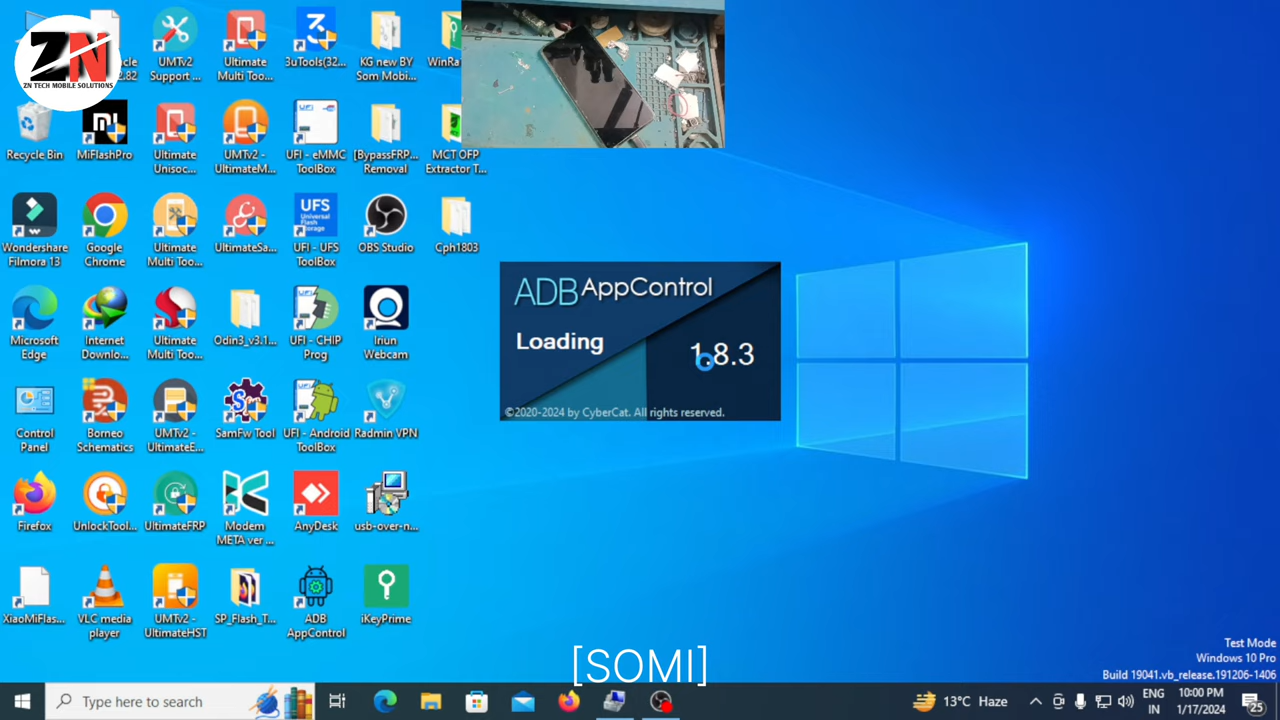 ZN
ZN TECH MOBILE SOLUTIONS
2.82
UMTv2
Support ...
Ultimate
Multi Too...
3uTools(32...
KG new BY
Som Mobi...
Recycle Bin
MiFlashPro
Ultimate
Unisoc...
UMTv2 -
UltimateM...
UFi - eMMC
ToolBox
[BypassFRP...
Removal
MCT OFP
Extractor T...
Wondershare
Filmora 13
Google
Chrome
Ultimate
Multi Too...
UltimateSa...
UFS
Universal
Flash
STORAGE
UFi - UFS
ToolBox
OBS Studio
Cph1803
ADB AppControl
Loading
1.8.3
©2020-2024 by CyberCat. All rights reserved.
Microsoft
Edge
Internet
Downlo...
Ultimate
Multi Too...
Odin3_v3.1...
UFi - CHIP
Prog
Iriun
Webcam
Control
Panel
Borneo
Schematics
UMTv2 -
UltimateE...
SamFw Tool
UFi - Android
ToolBox
Radmin VPN
Firefox
UnlockTool...
UltimateFRP
Modem
META ver ...
AnyDesk
usb-over-n...
XiaoMiFlas...
VLC media
player
UMTv2 -
UltimateHST
SP_Flash_T...
ADB
AppControl
iKeyPrime
[SOMI]
Test Mode
Windows 10 Pro
Build 19041.vb_release.191206-1406
Type here to search
13°C Haze
ENG
IN
10:00 PM
1/17/2024
25